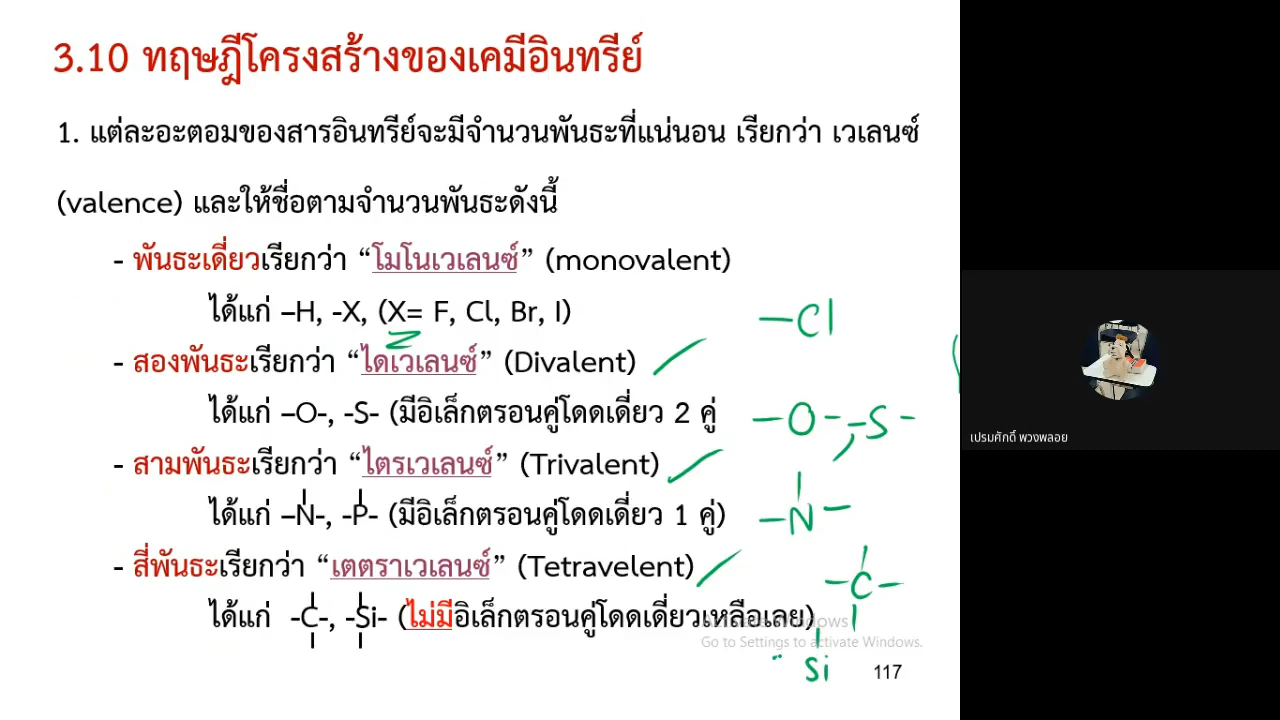 3.10 ทฤษฎีโครงสร้างของเคมีอินทรีย์
1. แต่ละอะตอมของสารอินทรีย์จะมีจำนวนพันธะที่แน่นอน เรียกว่า เวเลนซ์
(valence) และให้ชื่อตามจำนวนพันธะดังนี้
- พันธะเดี่ยวเรียกว่า “โมโนเวเลนซ์” (monovalent)
ได้แก่ –H, -X, (X= F, Cl, Br, I)
–Cl
- สองพันธะเรียกว่า “ไดเวเลนซ์” (Divalent)
ได้แก่ –O-, -S- (มีอิเล็กตรอนคู่โดดเดี่ยว 2 คู่
–O-, -S-
- สามพันธะเรียกว่า “ไตรเวเลนซ์” (Trivalent)
ได้แก่ –N-, -P- (มีอิเล็กตรอนคู่โดดเดี่ยว 1 คู่)
–N-
- สี่พันธะเรียกว่า “เตตราเวเลนซ์” (Tetravelent)
-C-
ได้แก่ -C-, -Si- (ไม่มีอิเล็กตรอนคู่โดดเดี่ยวเหลือเลย)
Activate Windows
Go to Settings to activate Windows.
Si
117
เปรมศักดิ์ พวงพลอย